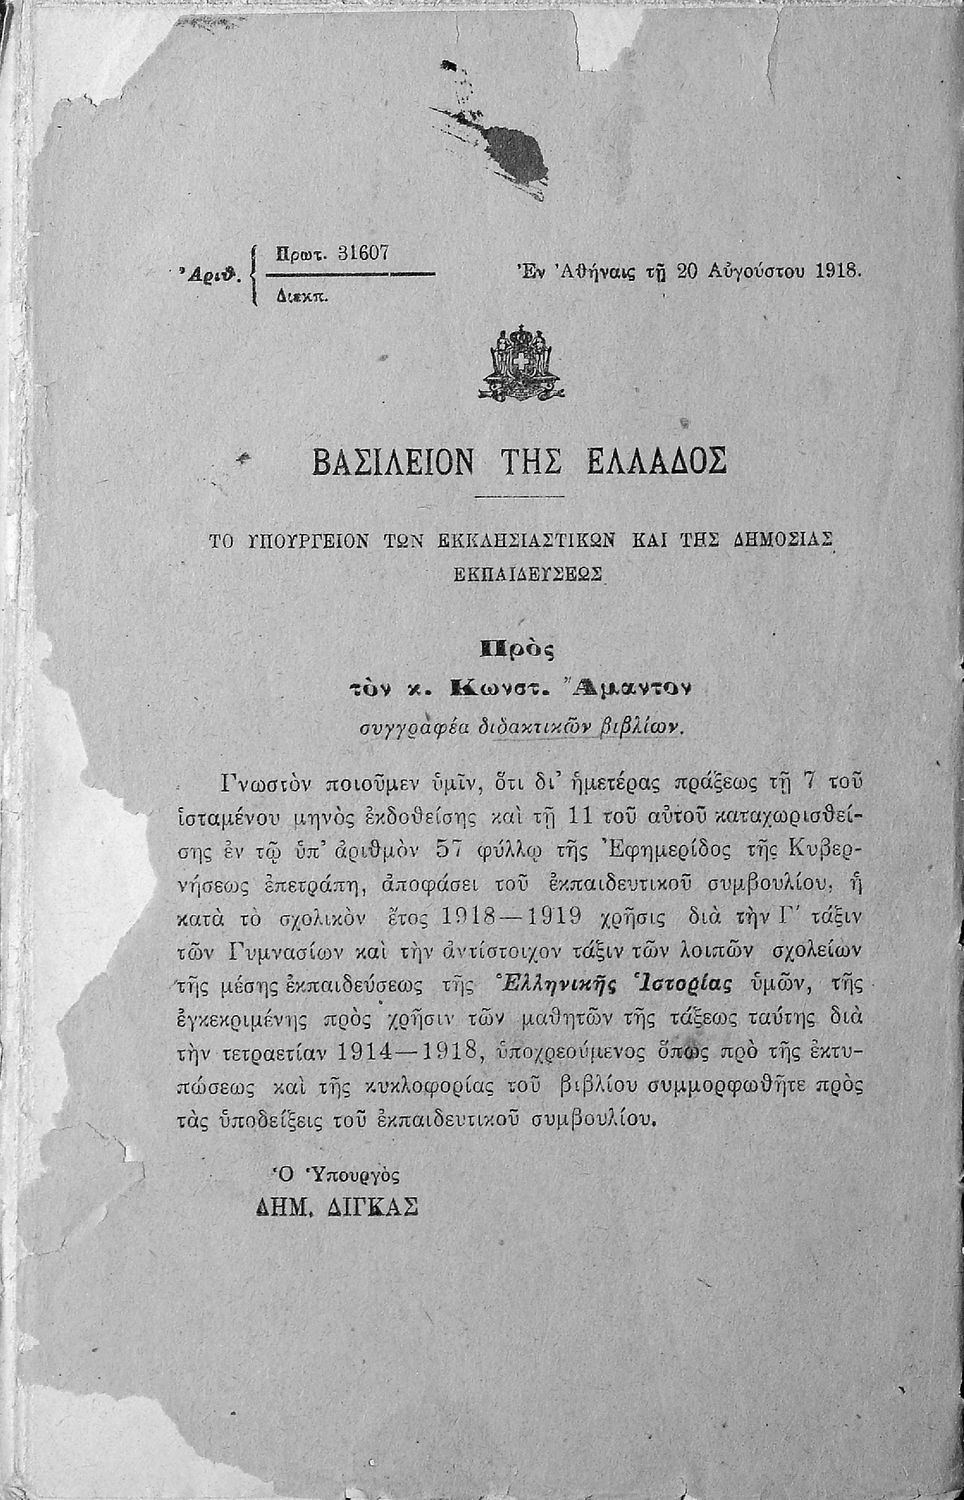 Πρωτ. 31607
Ἀριθ.
Διεκπ.
Ἐν Ἀθήναις τῇ 20 Αὐγούστου 1918.
ΒΑΣΙΛΕΙΟΝ ΤΗΣ ΕΛΛΑΔΟΣ
ΤΟ ΥΠΟΥΡΓΕΙΟΝ ΤΩΝ ΕΚΚΛΗΣΙΑΣΤΙΚΩΝ ΚΑΙ ΤΗΣ ΔΗΜΟΣΙΑΣ
ΕΚΠΑΙΔΕΥΣΕΩΣ
Πρὸς
τὸν κ. Κωνστ. Ἄμαντον
συγγραφέα διδακτικῶν βιβλίων.
Γνωστὸν ποιοῦμεν ὑμῖν, ὅτι δι’ ἡμετέρας πράξεως τῇ 7 τοῦ
ἱσταμένου μηνὸς ἐκδοθείσης καὶ τῇ 11 τοῦ αὐτοῦ καταχωρισθεί-
σης ἐν τῷ ὑπ’ ἀριθμὸν 57 φύλλῳ τῆς Ἐφημερίδος τῆς Κυβερ-
νήσεως ἐπετράπη, ἀποφάσει τοῦ ἐκπαιδευτικοῦ συμβουλίου, ἡ
κατὰ τὸ σχολικὸν ἔτος 1918—1919 χρῆσις διὰ τὴν Γ′ τάξιν
τῶν Γυμνασίων καὶ τὴν ἀντίστοιχον τάξιν τῶν λοιπῶν σχολείων
τῆς μέσης ἐκπαιδεύσεως τῆς Ἑλληνικῆς Ἱστορίας ὑμῶν, τῆς
ἐγκεκριμένης πρὸς χρῆσιν τῶν μαθητῶν τῆς τάξεως ταύτης διὰ
τὴν τετραετίαν 1914—1918, ὑποχρεούμενος ὅπως πρὸ τῆς ἐκτυ-
πώσεως καὶ τῆς κυκλοφορίας τοῦ βιβλίου συμμορφωθῆτε πρὸς
τὰς ὑποδείξεις τοῦ ἐκπαιδευτικοῦ συμβουλίου.
Ὁ Ὑπουργὸς
ΔΗΜ. ΔΙΓΚΑΣ